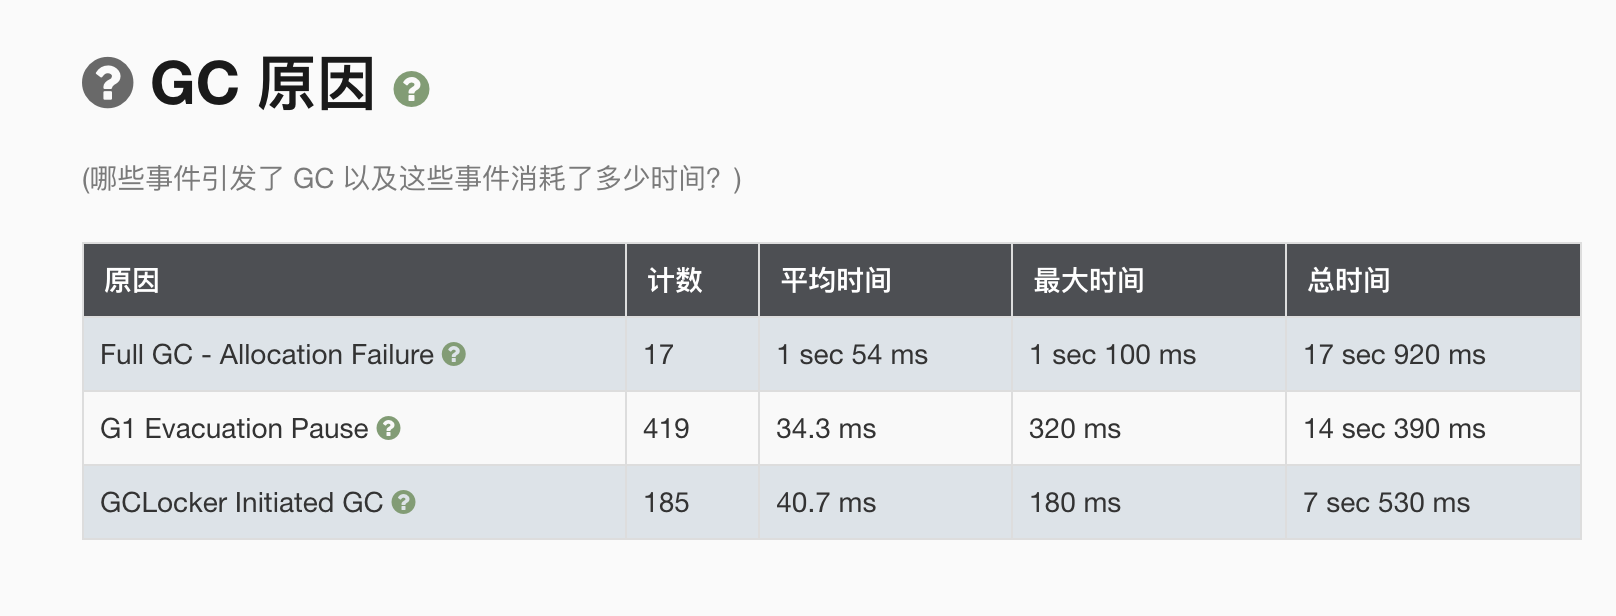 GC 原因
(哪些事件引发了 GC 以及这些事件消耗了多少时间？)
原因 计数 平均时间 最大时间 总时间
Full GC - Allocation Failure 17 1 sec 54 ms 1 sec 100 ms 17 sec 920 ms
G1 Evacuation Pause 419 34.3 ms 320 ms 14 sec 390 ms
GCLocker Initiated GC 185 40.7 ms 180 ms 7 sec 530 ms